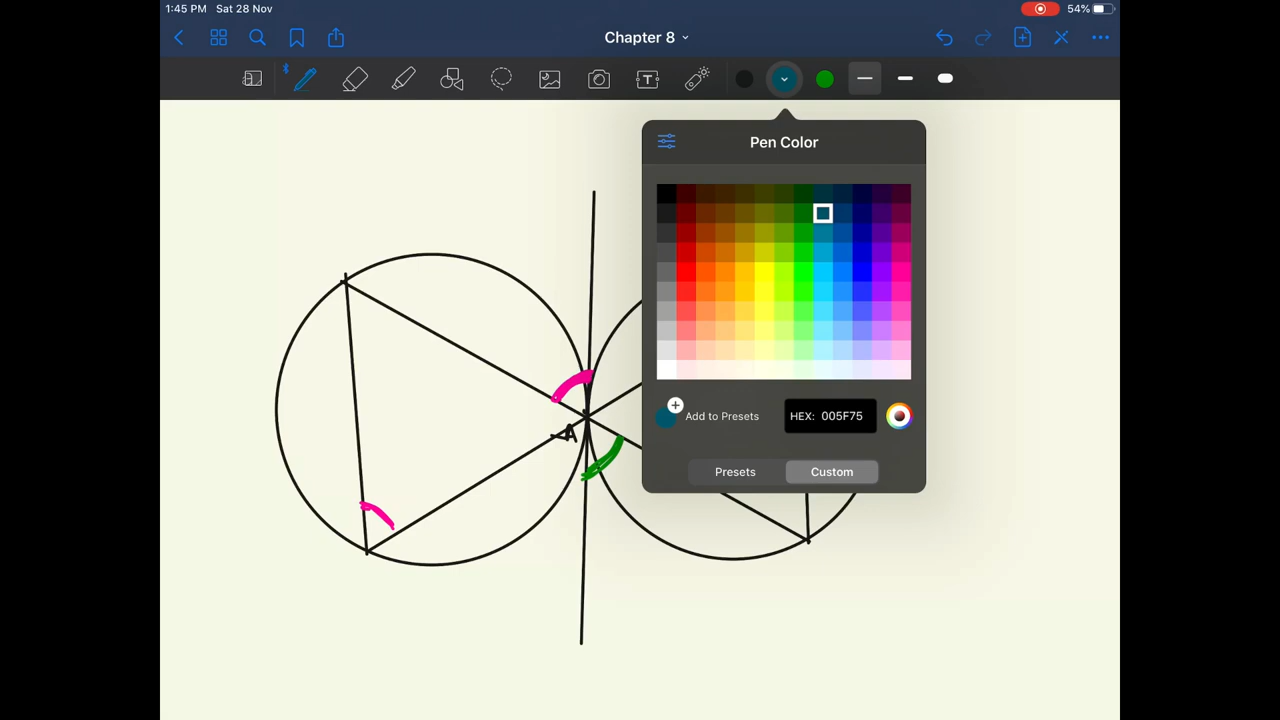 1:45 PM Sat 28 Nov 54%
Chapter 8
T
Pen Color
Add to Presets HEX: 005F75
Presets Custom
A